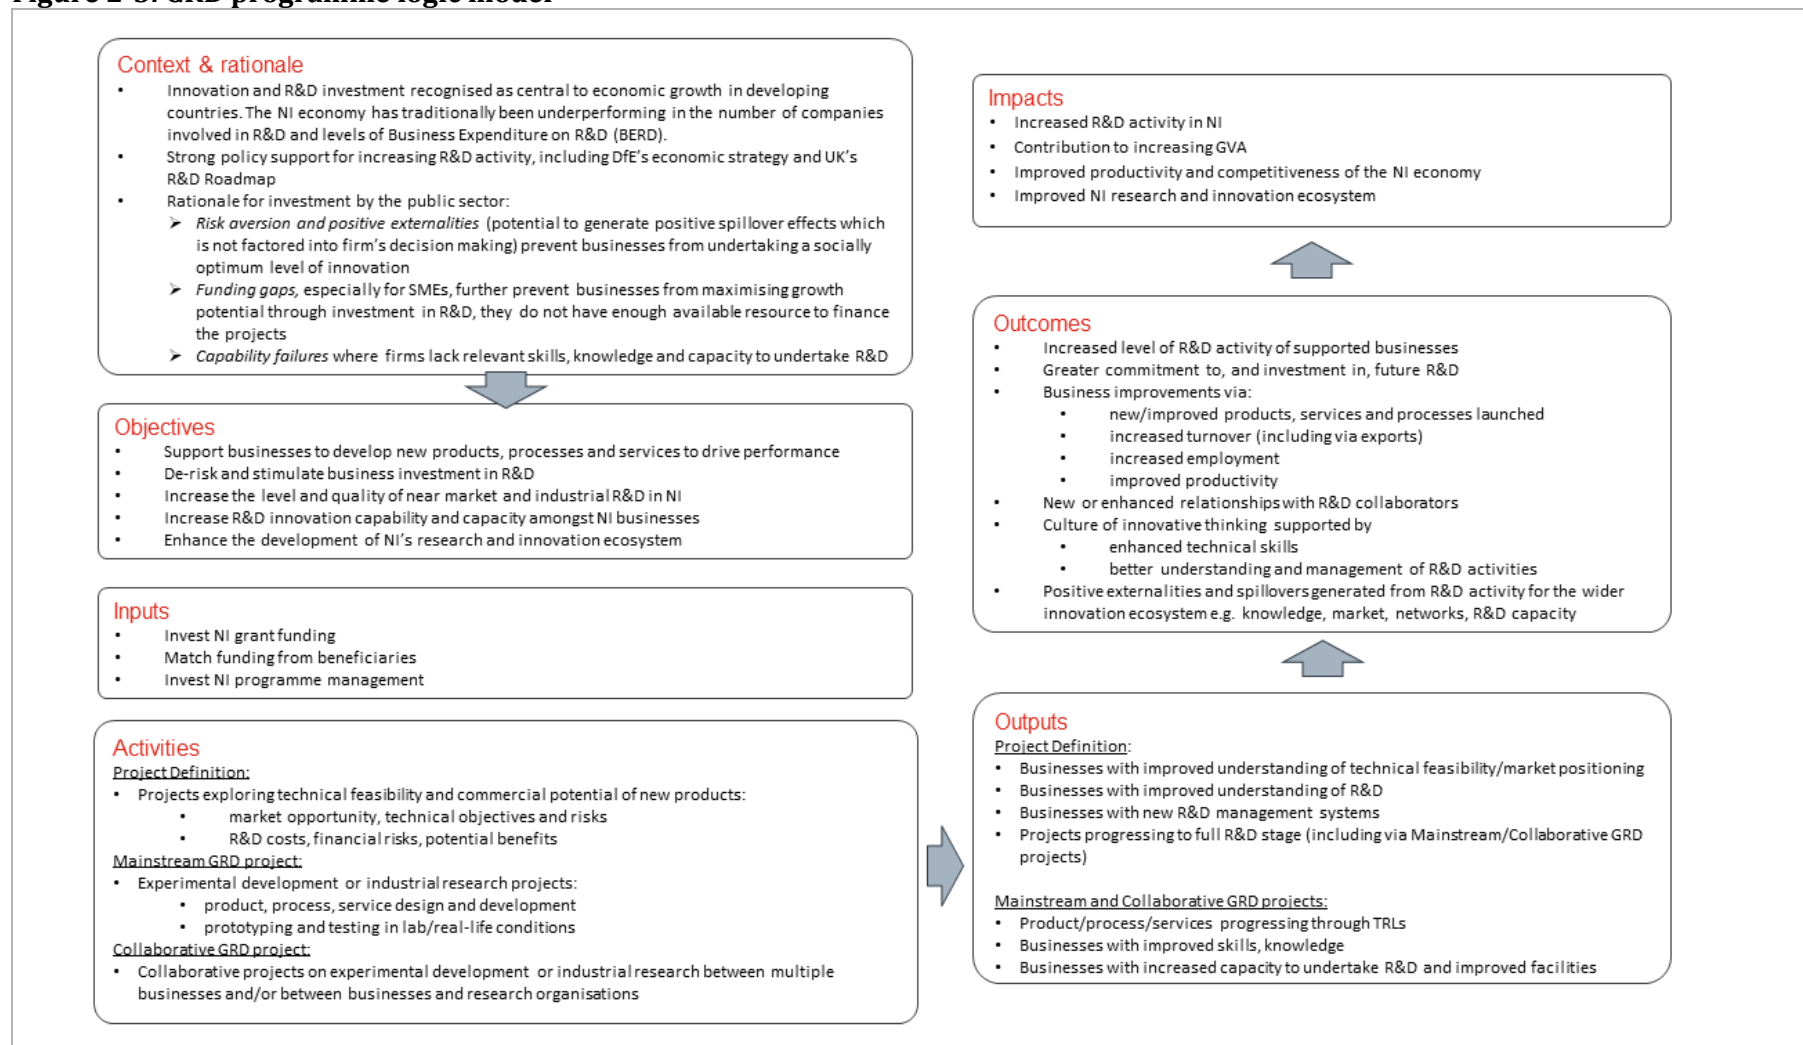 Figure 2-3: GRD programme logic model
Context & rationale
• Innovation and R&D investment recognised as central to economic growth in developing
countries. The NI economy has traditionally been underperforming in the number of companies
involved in R&D and levels of Business Expenditure on R&D (BERD).
• Strong policy support for increasing R&D activity, including DfE's economic strategy and UK's
R&D Roadmap
• Rationale for investment by the public sector:
➢ Risk aversion and positive externalities (potential to generate positive spillover effects which
is not factored into firm's decision making) prevent businesses from undertaking a socially
optimum level of innovation
➢ Funding gaps, especially for SMEs, further prevent businesses from maximising growth
potential through investment in R&D, they do not have enough available resource to finance
the projects
➢ Capability failures where firms lack relevant skills, knowledge and capacity to undertake R&D
Objectives
• Support businesses to develop new products, processes and services to drive performance
• De-risk and stimulate business investment in R&D
• Increase the level and quality of near market and industrial R&D in NI
• Increase R&D innovation capability and capacity amongst NI businesses
• Enhance the development of NI's research and innovation ecosystem
Inputs
• Invest NI grant funding
• Match funding from beneficiaries
• Invest NI programme management
Activities
Project Definition:
• Projects exploring technical feasibility and commercial potential of new products:
• market opportunity, technical objectives and risks
• R&D costs, financial risks, potential benefits
Mainstream GRD project:
• Experimental development or industrial research projects:
• product, process, service design and development
• prototyping and testing in lab/real-life conditions
Collaborative GRD project:
• Collaborative projects on experimental development or industrial research between multiple
businesses and/or between businesses and research organisations
Impacts
• Increased R&D activity in NI
• Contribution to increasing GVA
• Improved productivity and competitiveness of the NI economy
• Improved NI research and innovation ecosystem
Outcomes
• Increased level of R&D activity of supported businesses
• Greater commitment to, and investment in, future R&D
• Business improvements via:
• new/improved products, services and processes launched
• increased turnover (including via exports)
• increased employment
• improved productivity
• New or enhanced relationships with R&D collaborators
• Culture of innovative thinking supported by
• enhanced technical skills
• better understanding and management of R&D activities
• Positive externalities and spillovers generated from R&D activity for the wider
innovation ecosystem e.g. knowledge, market, networks, R&D capacity
Outputs
Project Definition:
• Businesses with improved understanding of technical feasibility/market positioning
• Businesses with improved understanding of R&D
• Businesses with new R&D management systems
• Projects progressing to full R&D stage (including via Mainstream/Collaborative GRD
projects)
Mainstream and Collaborative GRD projects:
• Product/process/services progressing through TRLs
• Businesses with improved skills, knowledge
• Businesses with increased capacity to undertake R&D and improved facilities